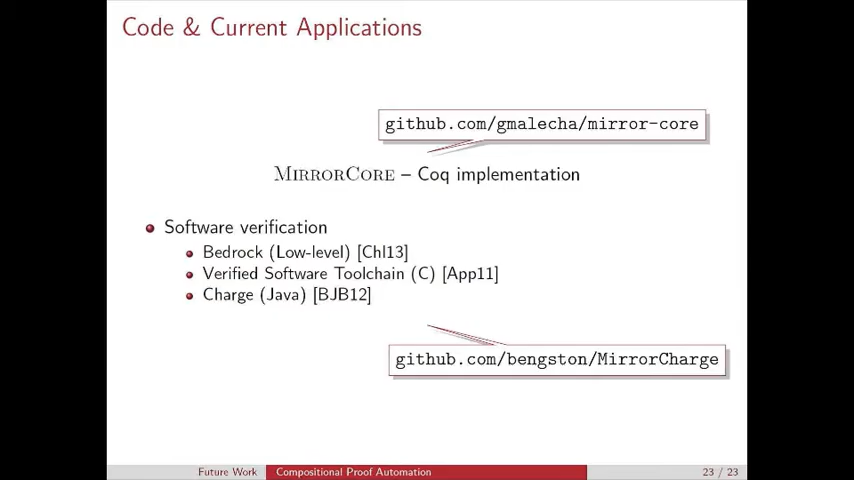 Code & Current Applications
github.com/gmalecha/mirror-core
MIRRORCORE – Coq implementation
Software verification
Bedrock (Low-level) [Chl13]
Verified Software Toolchain (C) [App11]
Charge (Java) [BJB12]
github.com/bengston/MirrorCharge
Future Work Compositional Proof Automation 23 / 23